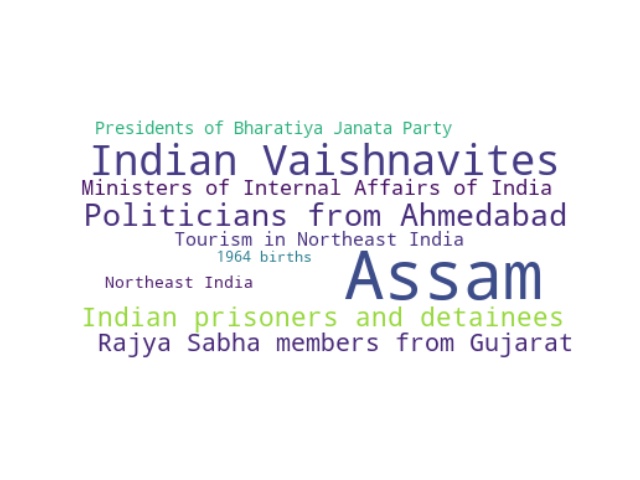 Presidents of Bharatiya Janata Party
Indian Vaishnavites
Ministers of Internal Affairs of India
Politicians from Ahmedabad
Tourism in Northeast India
1964 births
Assam
Northeast India
Indian prisoners and detainees
Rajya Sabha members from Gujarat